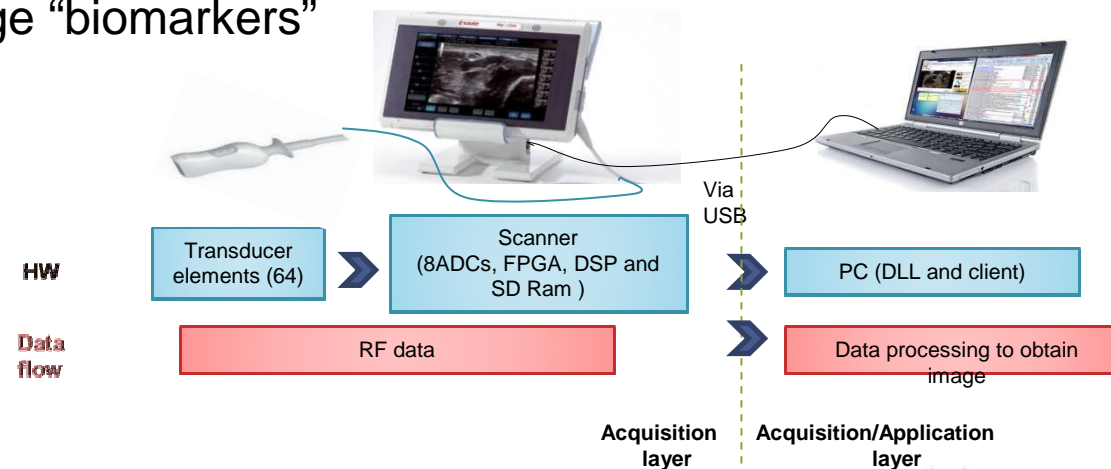 ge “biomarkers”
esaote
Via
USB
HW
Transducer
elements (64)
Scanner
(8ADCs, FPGA, DSP and
SD Ram )
PC (DLL and client)
Data
flow
RF data
Data processing to obtain
image
Acquisition
layer
Acquisition/Application
layer